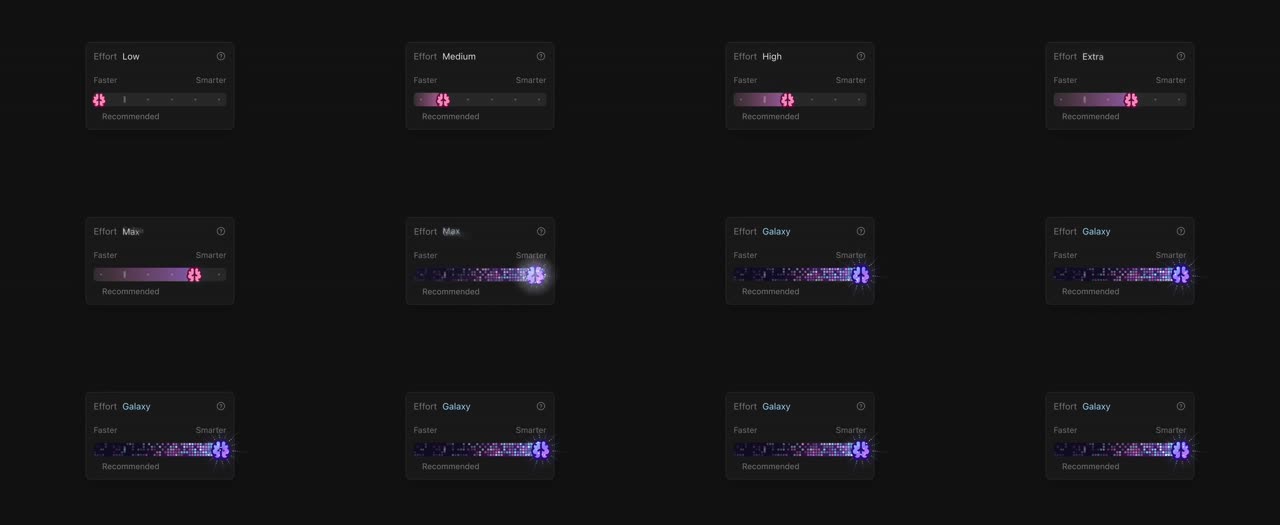 Effort Low
Faster Smarter
Recommended
Effort Medium
Faster Smarter
Recommended
Effort High
Faster Smarter
Recommended
Effort Extra
Faster Smarter
Recommended
Effort Max
Faster Smarter
Recommended
Effort Max
Faster Smarter
Recommended
Effort Galaxy
Faster Smarter
Recommended
Effort Galaxy
Faster Smarter
Recommended
Effort Galaxy
Faster Smarter
Recommended
Effort Galaxy
Faster Smarter
Recommended
Effort Galaxy
Faster Smarter
Recommended
Effort Galaxy
Faster Smarter
Recommended